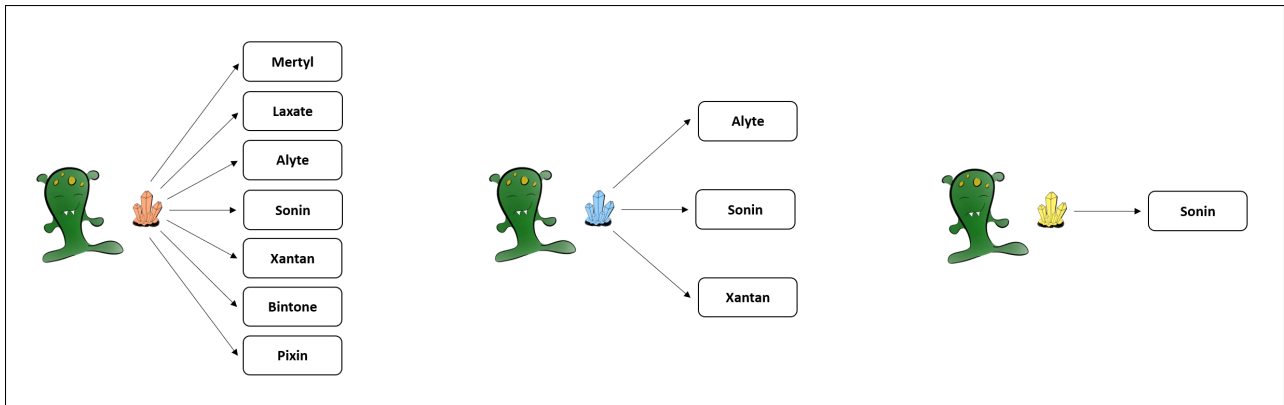 Mertyl
Laxate
Alyte
Sonin
Xantan
Bintone
Pixin
Alyte
Sonin
Xantan
Sonin